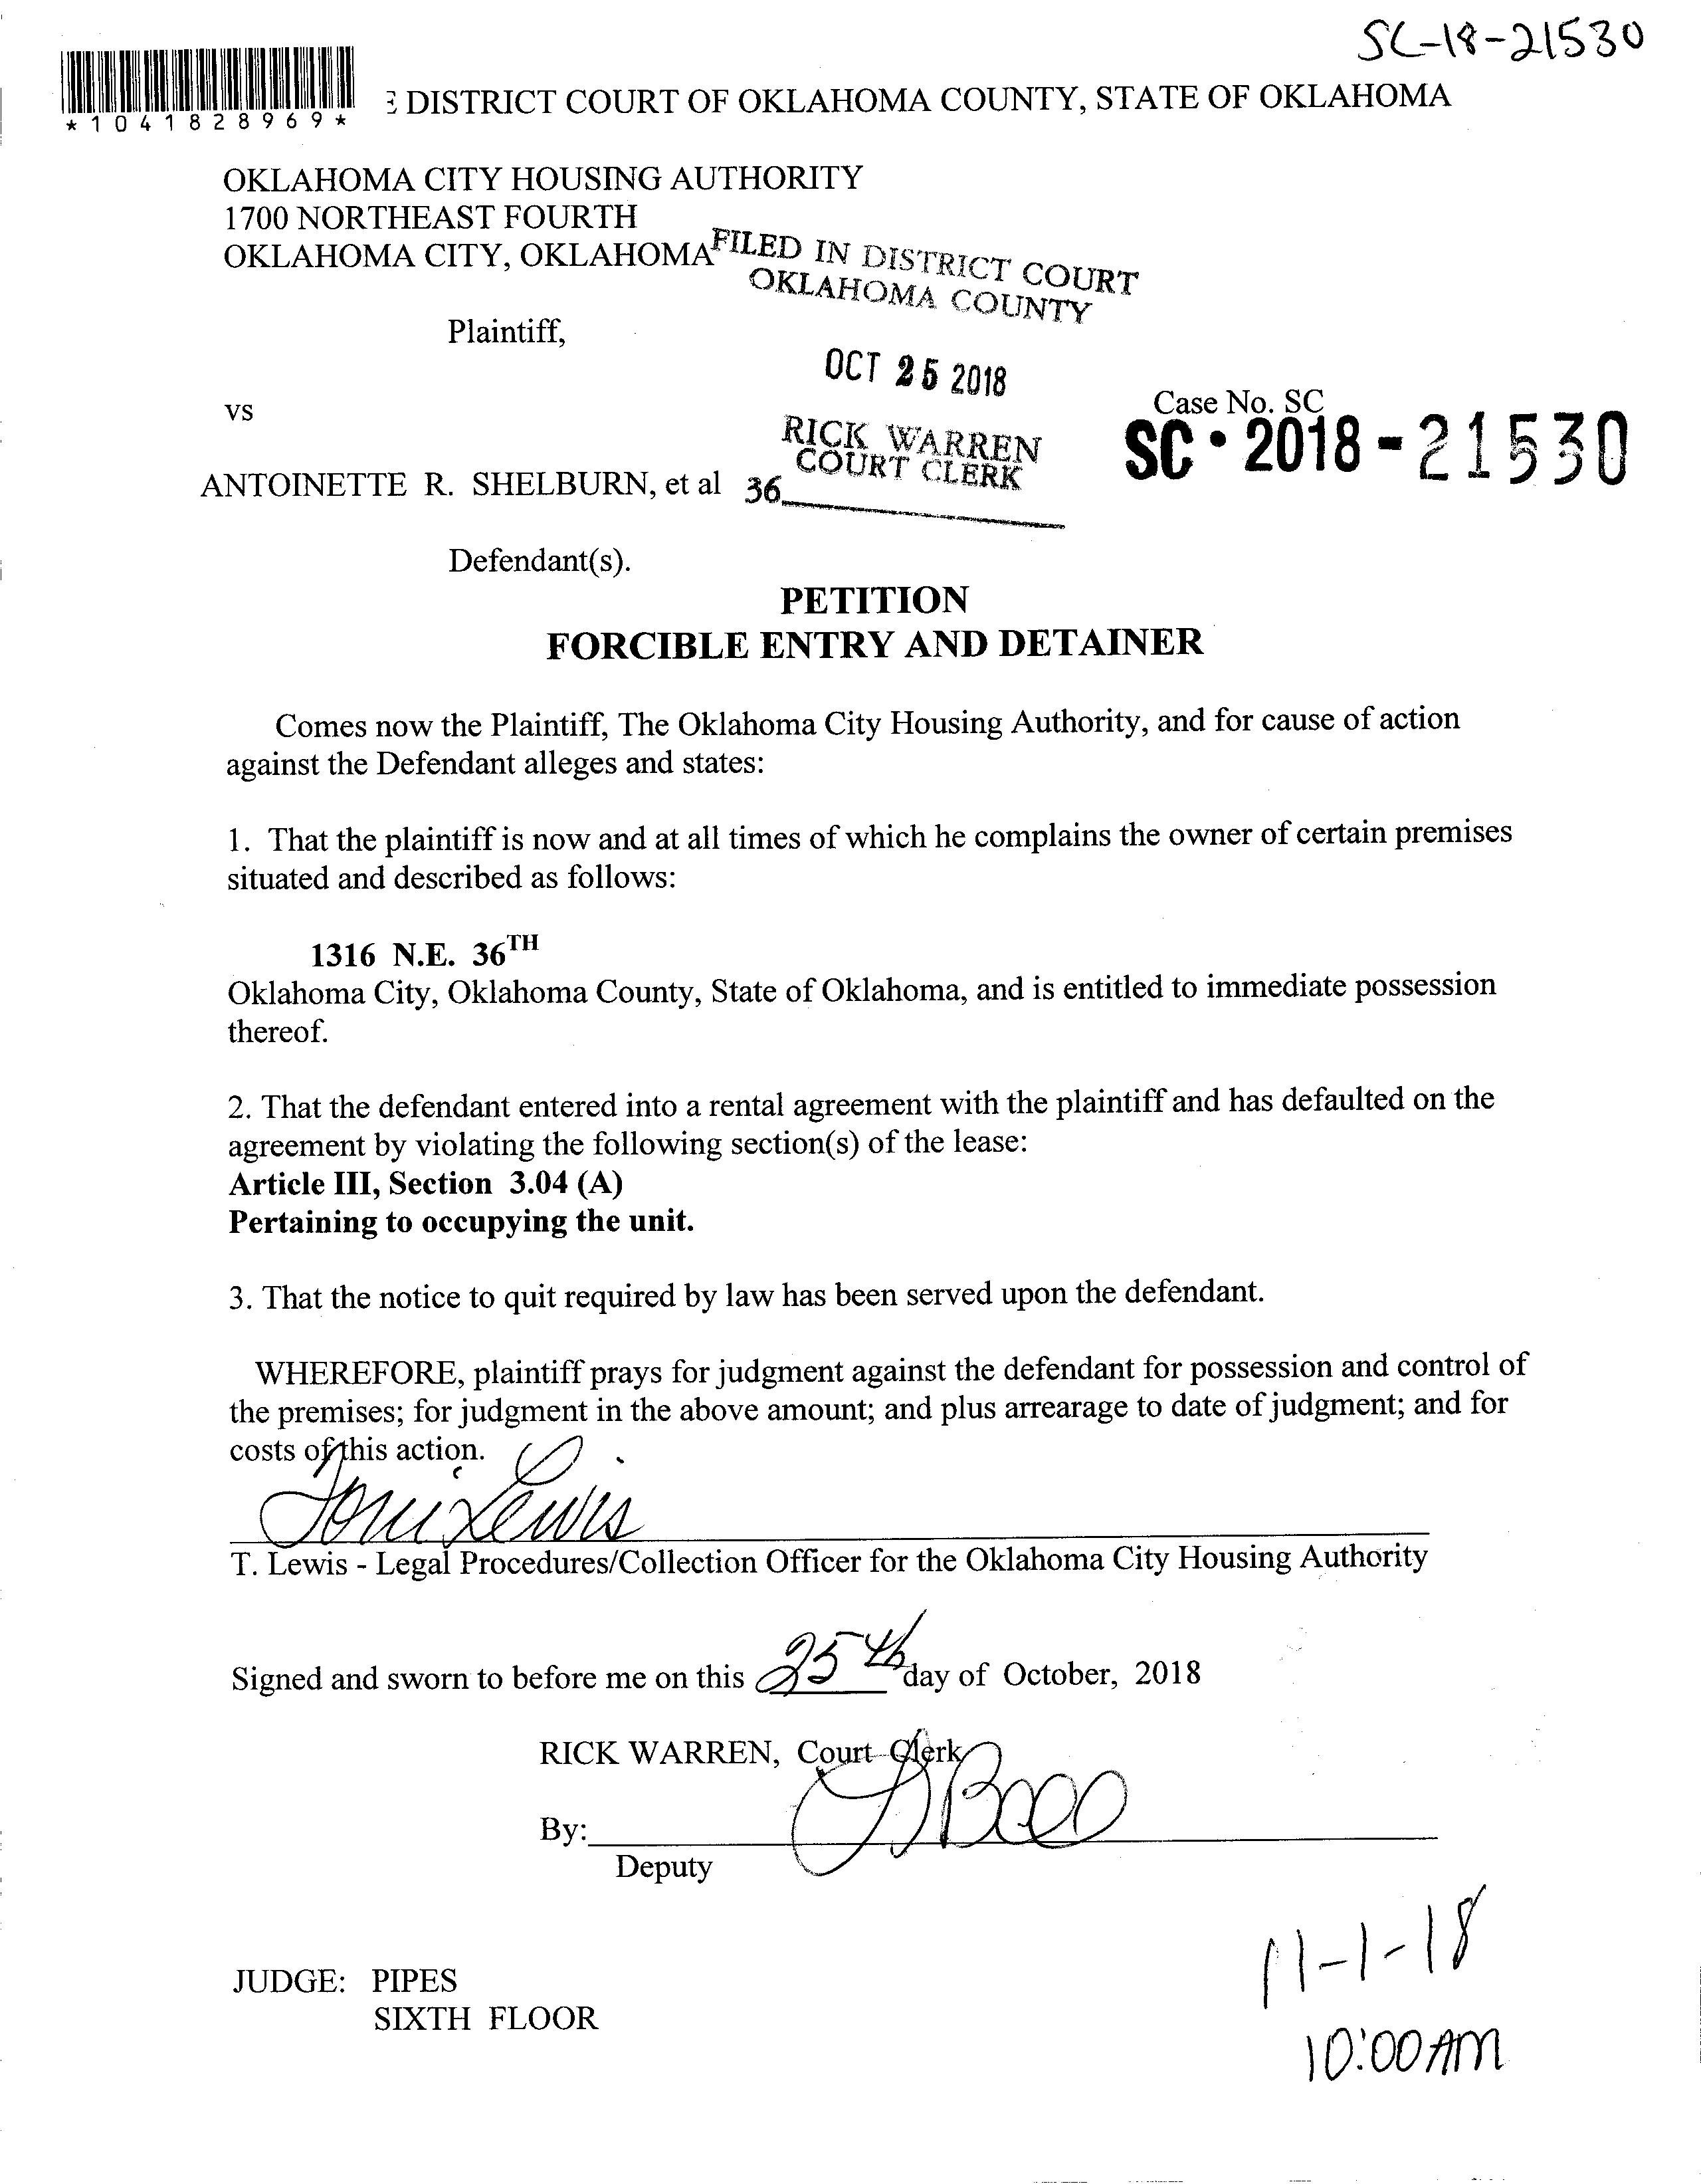 SC-18-21530
*1041828969*
DISTRICT COURT OF OKLAHOMA COUNTY, STATE OF OKLAHOMA
OKLAHOMA CITY HOUSING AUTHORITY
1700 NORTHEAST FOURTH
OKLAHOMA CITY, OKLAHOMA
FILED IN DISTRICT COURT
OKLAHOMA COUNTY
Plaintiff,
OCT 25 2018
vs
Case No. SC
SC • 2018 - 21530
RICK WARREN
COURT CLERK
ANTOINETTE R. SHELBURN, et al
36
Defendant(s).
PETITION
FORCIBLE ENTRY AND DETAINER
Comes now the Plaintiff, The Oklahoma City Housing Authority, and for cause of action
against the Defendant alleges and states:
1. That the plaintiff is now and at all times of which he complains the owner of certain premises
situated and described as follows:
1316 N.E. 36TH
Oklahoma City, Oklahoma County, State of Oklahoma, and is entitled to immediate possession
thereof.
2. That the defendant entered into a rental agreement with the plaintiff and has defaulted on the
agreement by violating the following section(s) of the lease:
Article III, Section 3.04 (A)
Pertaining to occupying the unit.
3. That the notice to quit required by law has been served upon the defendant.
WHEREFORE, plaintiff prays for judgment against the defendant for possession and control of
the premises; for judgment in the above amount; and plus arrearage to date of judgment; and for
costs of this action.
Toni Lewis
T. Lewis - Legal Procedures/Collection Officer for the Oklahoma City Housing Authority
Signed and sworn to before me on this 25th day of October, 2018
RICK WARREN, Court Clerk
By:
Deputy
JUDGE: PIPES
SIXTH FLOOR
11-1-18
10:00 AM